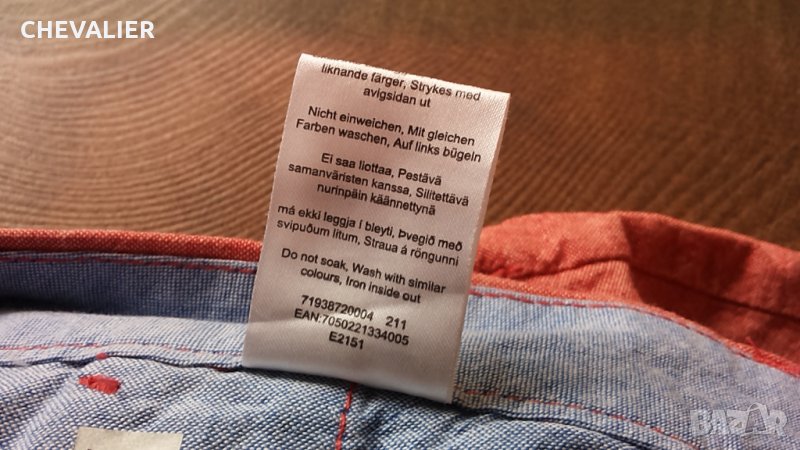 CHEVALIER
liknande färger, Strykes med
avigsidan ut
Nicht einweichen, Mit gleichen
Farben waschen, Auf links bügeln
Ei saa liottaa, Pestävä
samanväristen kanssa, Silitettävä
nurinpäin käännettynä
má ekki leggja í bleyti, Þvegið með
svipuðum litum, Straua á röngunni
Do not soak, Wash with similar
colours, Iron inside out
71938720004 211
EAN:7050221334005
E2151
BAZAR